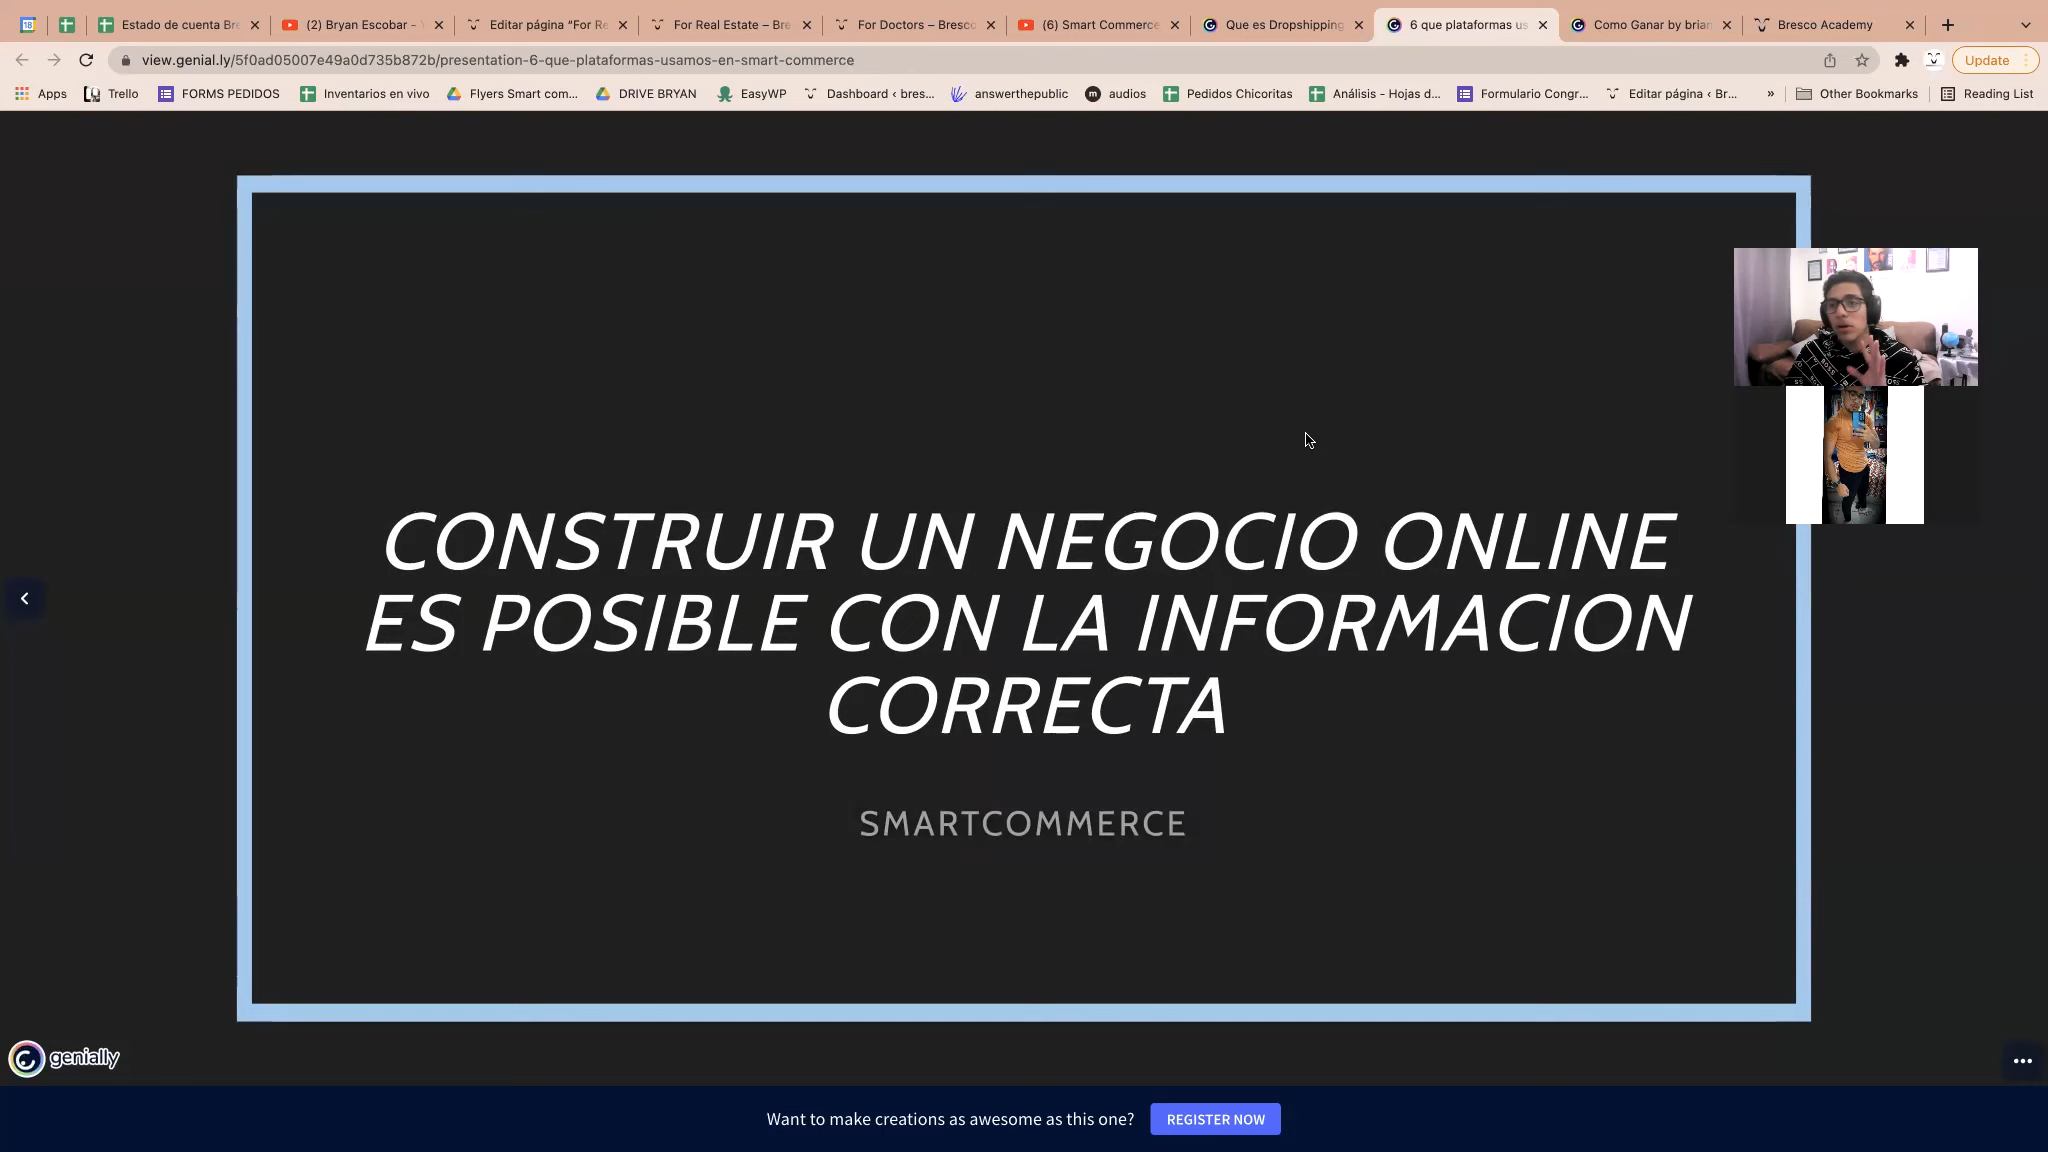 18
Estado de cuenta Bre
(2) Bryan Escobar -
Editar página “For Re
For Real Estate – Bre
For Doctors – Bresco
(6) Smart Commerce
Que es Dropshipping
6 que plataformas us
Como Ganar by brian
Bresco Academy
view.genial.ly/5f0ad05007e49a0d735b872b/presentation-6-que-plataformas-usamos-en-smart-commerce
Update
Apps
Trello
FORMS PEDIDOS
Inventarios en vivo
Flyers Smart com...
DRIVE BRYAN
EasyWP
Dashboard ‹ bres...
answerthepublic
audios
Pedidos Chicoritas
Análisis - Hojas d...
Formulario Congr...
Editar página ‹ Br...
»
Other Bookmarks
Reading List
CONSTRUIR UN NEGOCIO ONLINE
ES POSIBLE CON LA INFORMACION
CORRECTA
SMARTCOMMERCE
genially
Want to make creations as awesome as this one?
REGISTER NOW